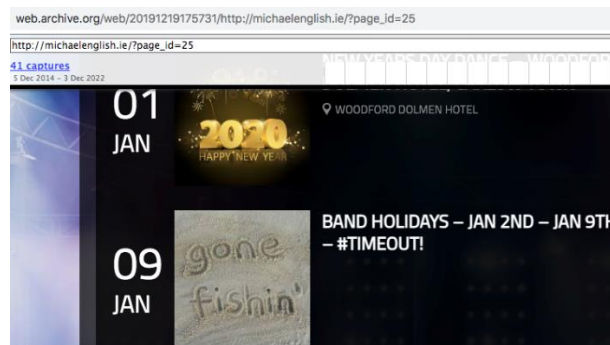 web.archive.org/web/20191219175731/http://michaelenglish.ie/?page_id=25
http://michaelenglish.ie/?page_id=25
41 captures
5 Dec 2014 – 3 Dec 2022
NEW YEARS DAY DANCE – WOODFORD
01
JAN
2020
HAPPY NEW YEAR
WOODFORD DOLMEN HOTEL
09
JAN
gone
fishin'
BAND HOLIDAYS – JAN 2ND – JAN 9TH
– #TIMEOUT!